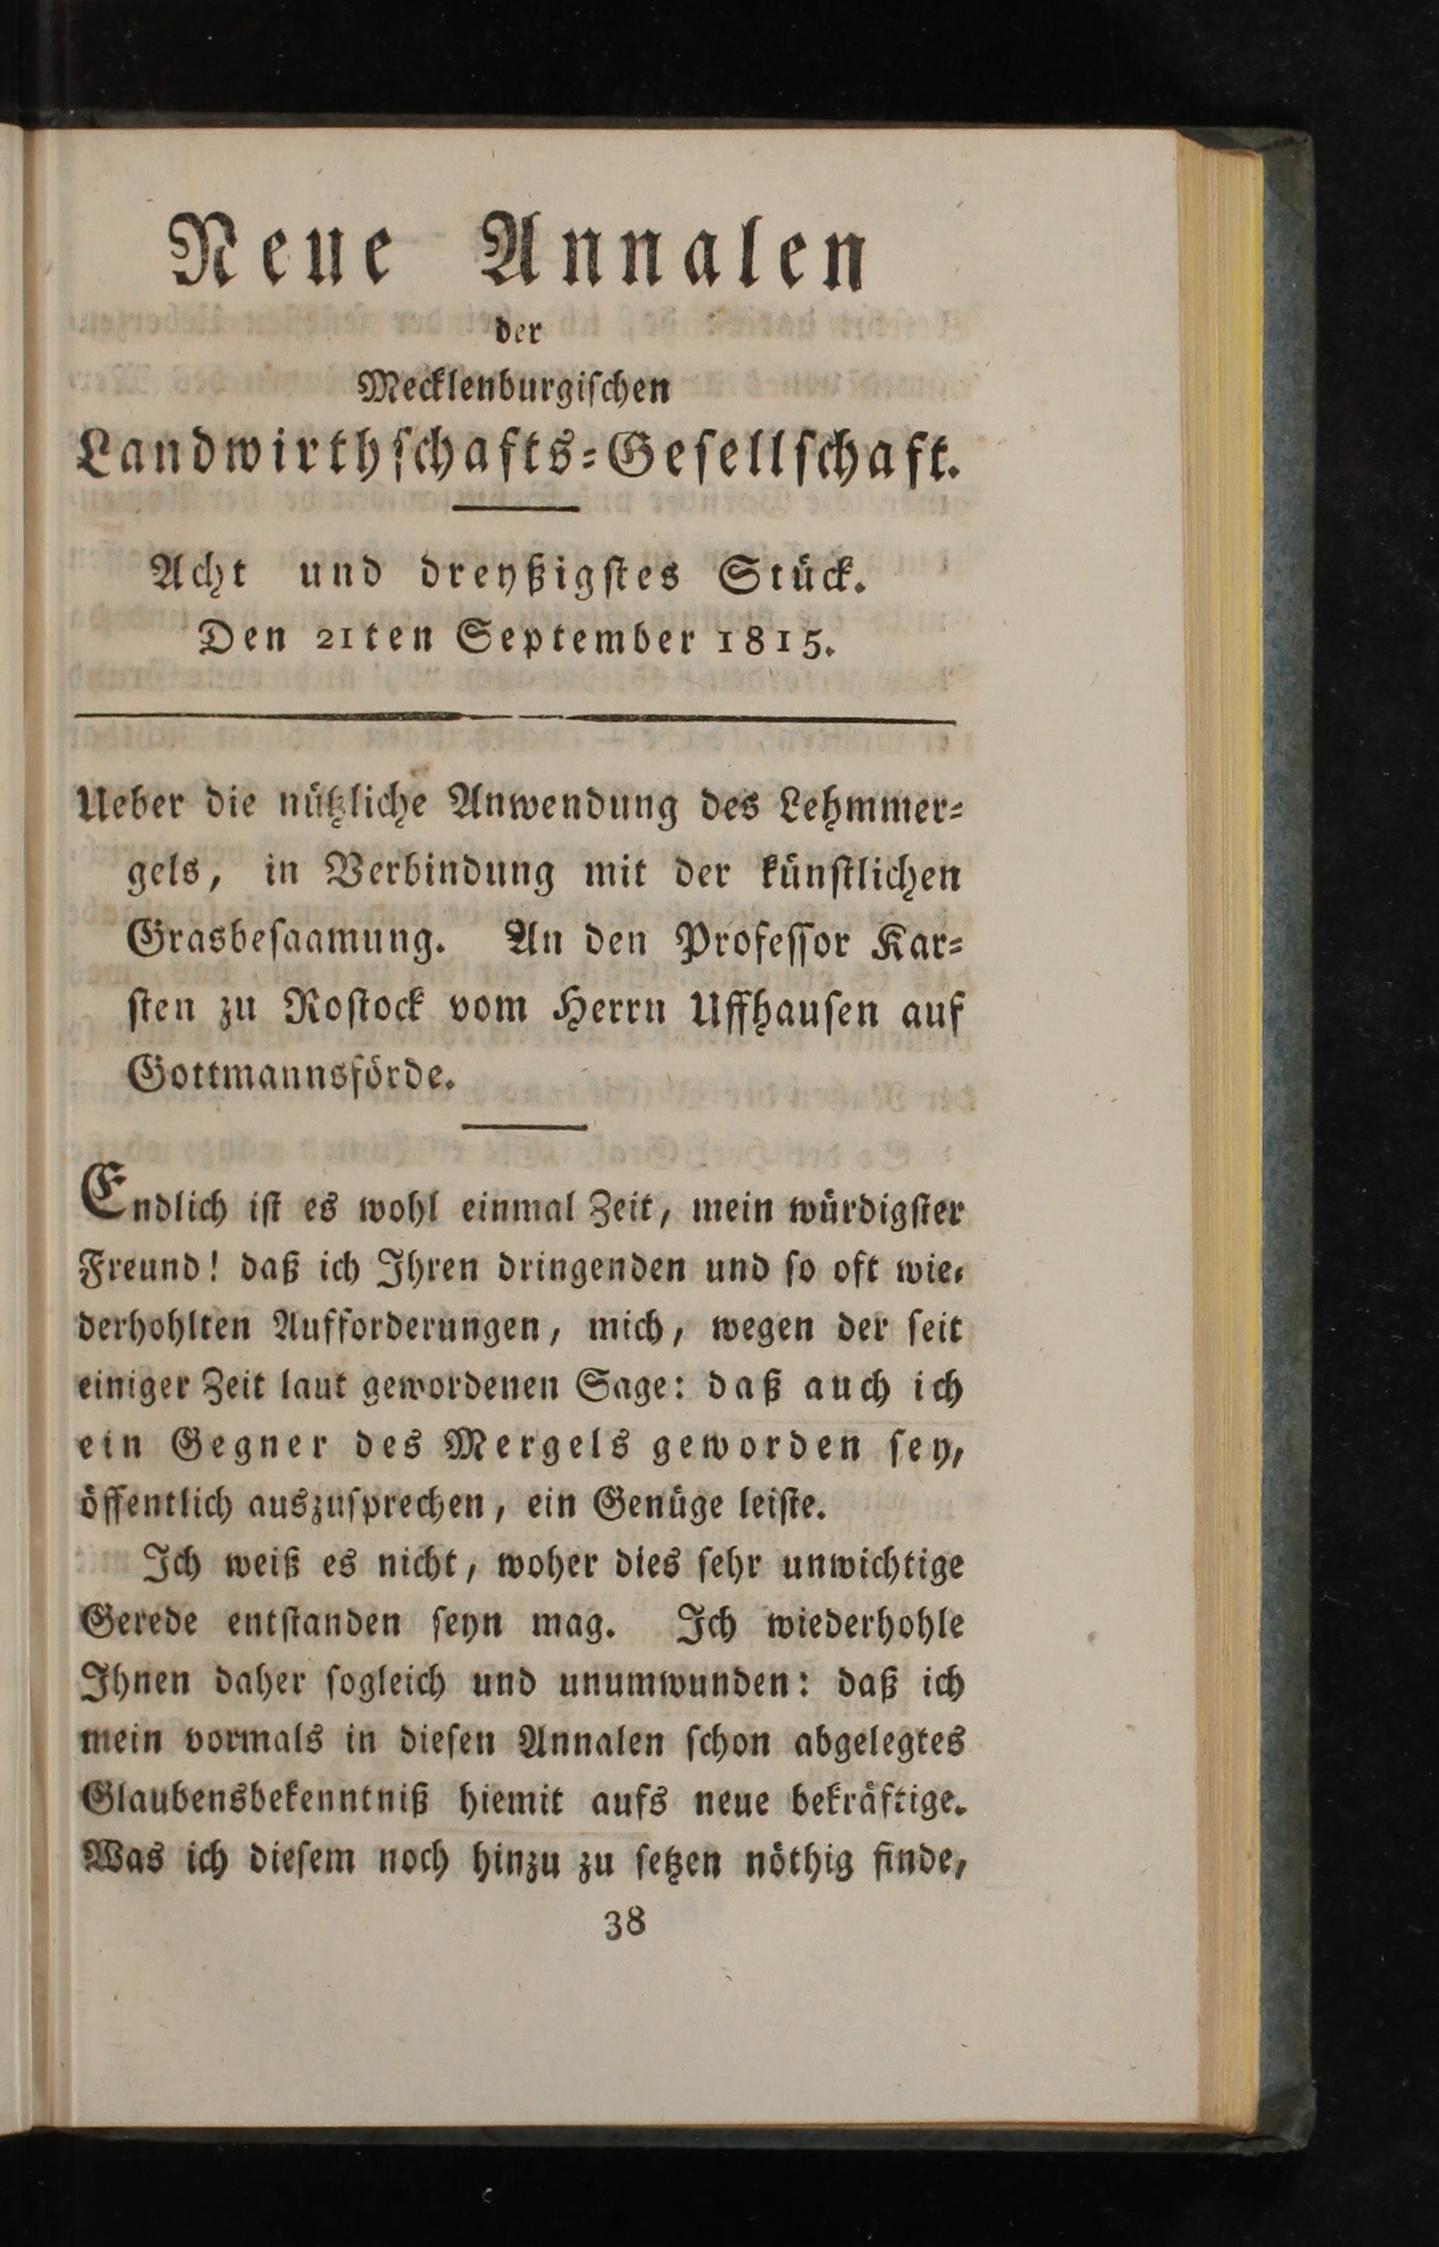 Neue Annalen
der
Mecklenburgiſchen
Landwirthſchafts-Geſellſchaft.
Acht und dreyßigſtes Stück.
Den 21ten September 1815.
Ueber die nützliche Anwendung des Lehmmer-
gels, in Verbindung mit der künſtlichen
Grasbeſaamung. An den Profeſſor Kar-
ſten zu Roſtock vom Herrn Uffhauſen auf
Gottmannsförde.
Endlich iſt es wohl einmal Zeit, mein würdigſter
Freund! daß ich Ihren dringenden und ſo oft wie-
derhohlten Aufforderungen, mich, wegen der ſeit
einiger Zeit laut gewordenen Sage: daß auch ich
ein Gegner des Mergels geworden ſey,
öffentlich auszuſprechen, ein Genüge leiſte.
Ich weiß es nicht, woher dies ſehr unwichtige
Gerede entſtanden ſeyn mag. Ich wiederhohle
Ihnen daher ſogleich und unumwunden: daß ich
mein vormals in dieſen Annalen ſchon abgelegtes
Glaubensbekenntniß hiemit aufs neue bekräftige.
Was ich dieſem noch hinzu zu ſetzen nöthig finde,
38